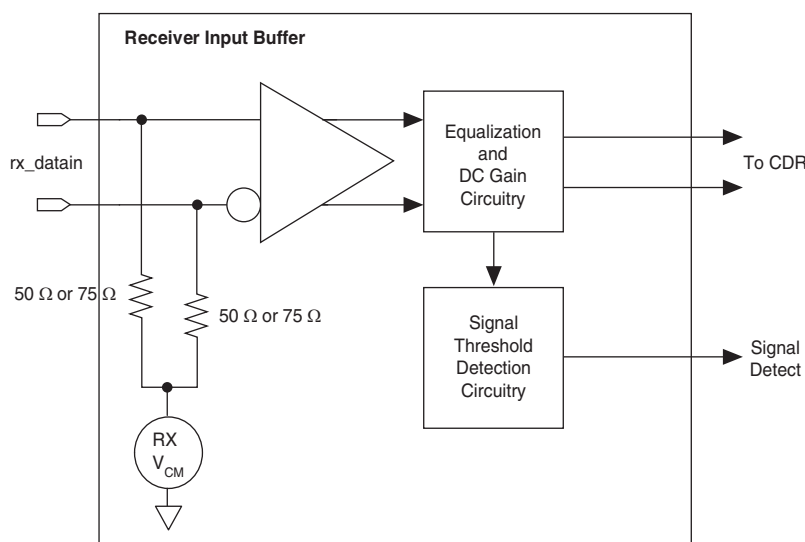 Receiver Input Buffer
rx_datain
Equalization
and
DC Gain
Circuitry
To CDR
50 Ω or 75 Ω
50 Ω or 75 Ω
Signal
Threshold
Detection
Circuitry
Signal
Detect
RX
V_CM